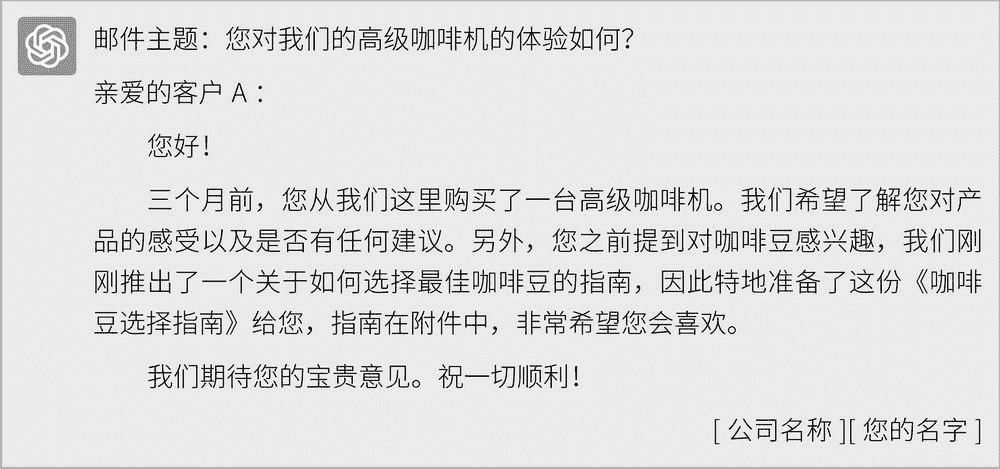 邮件主题：您对我们的高级咖啡机的体验如何？
亲爱的客户 A：
您好！
三个月前，您从我们这里购买了一台高级咖啡机。我们希望了解您对产
品的感受以及是否有任何建议。另外，您之前提到对咖啡豆感兴趣，我们刚
刚推出了一个关于如何选择最佳咖啡豆的指南，因此特地准备了这份《咖啡
豆选择指南》给您，指南在附件中，非常希望您会喜欢。
我们期待您的宝贵意见。祝一切顺利！
[ 公司名称 ][ 您的名字 ]